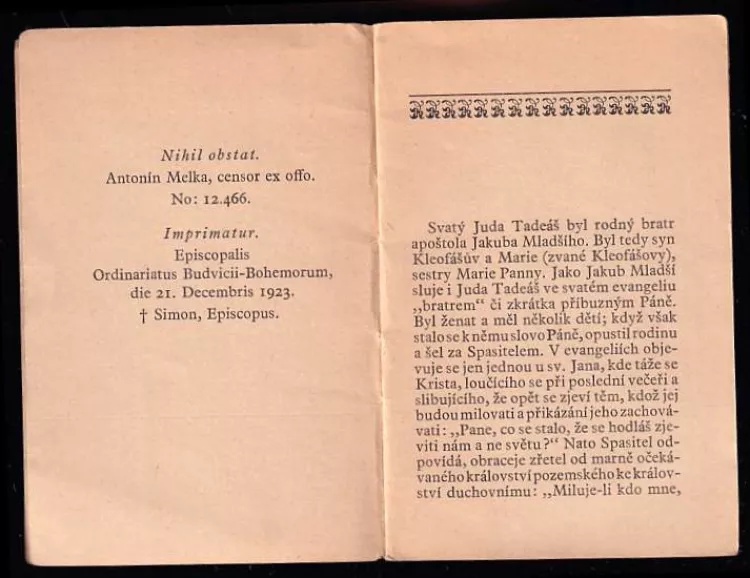 Nihil obstat.
Antonín Melka, censor ex offo.
No: 12.466.
Imprimatur.
Episcopalis
Ordinariatus Budvicii-Bohemorum,
die 21. Decembris 1923.
† Simon, Episcopus.
Svatý Juda Tadeáš byl rodný bratr
apoštola Jakuba Mladšího. Byl tedy syn
Kleofášův a Marie (zvané Kleofášovy),
sestry Marie Panny. Jako Jakub Mladší
sluje i Juda Tadeáš ve svatém evangeliu
„bratrem“ či zkrátka příbuzným Páně.
Byl ženat a měl několik dětí; když však
stalo se k němu slovo Páně, opustil rodinu
a šel za Spasitelem. V evangeliích obje-
vuje se jen jednou u sv. Jana, kde táže se
Krista, loučícího se při poslední večeři a
slibujícího, že opět se zjeví těm, kdož jej
budou milovati a přikázání jeho zachová-
vati: „Pane, co se stalo, že se hodláš zje-
viti nám a ne světu?“ Nato Spasitel od-
povídá, obraceje zřetel od marně očeká-
vaného království pozemského ke králov-
ství duchovnímu: „Miluje-li kdo mne,